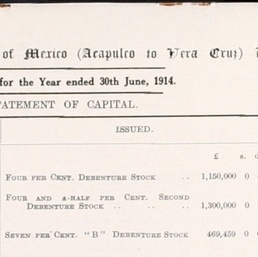 of Mexico (Acapulco to Vera Cruz)
for the Year ended 30th June, 1914.
TATEMENT OF CAPITAL.
ISSUED.
£ s.
FOUR PER CENT. DEBENTURE STOCK .. 1,150,000 0
FOUR AND A-HALF PER CENT. SECOND
DEBENTURE STOCK .. .. .. 1,300,000 0
SEVEN PER CENT. "B" DEBENTURE STOCK 469,459 0